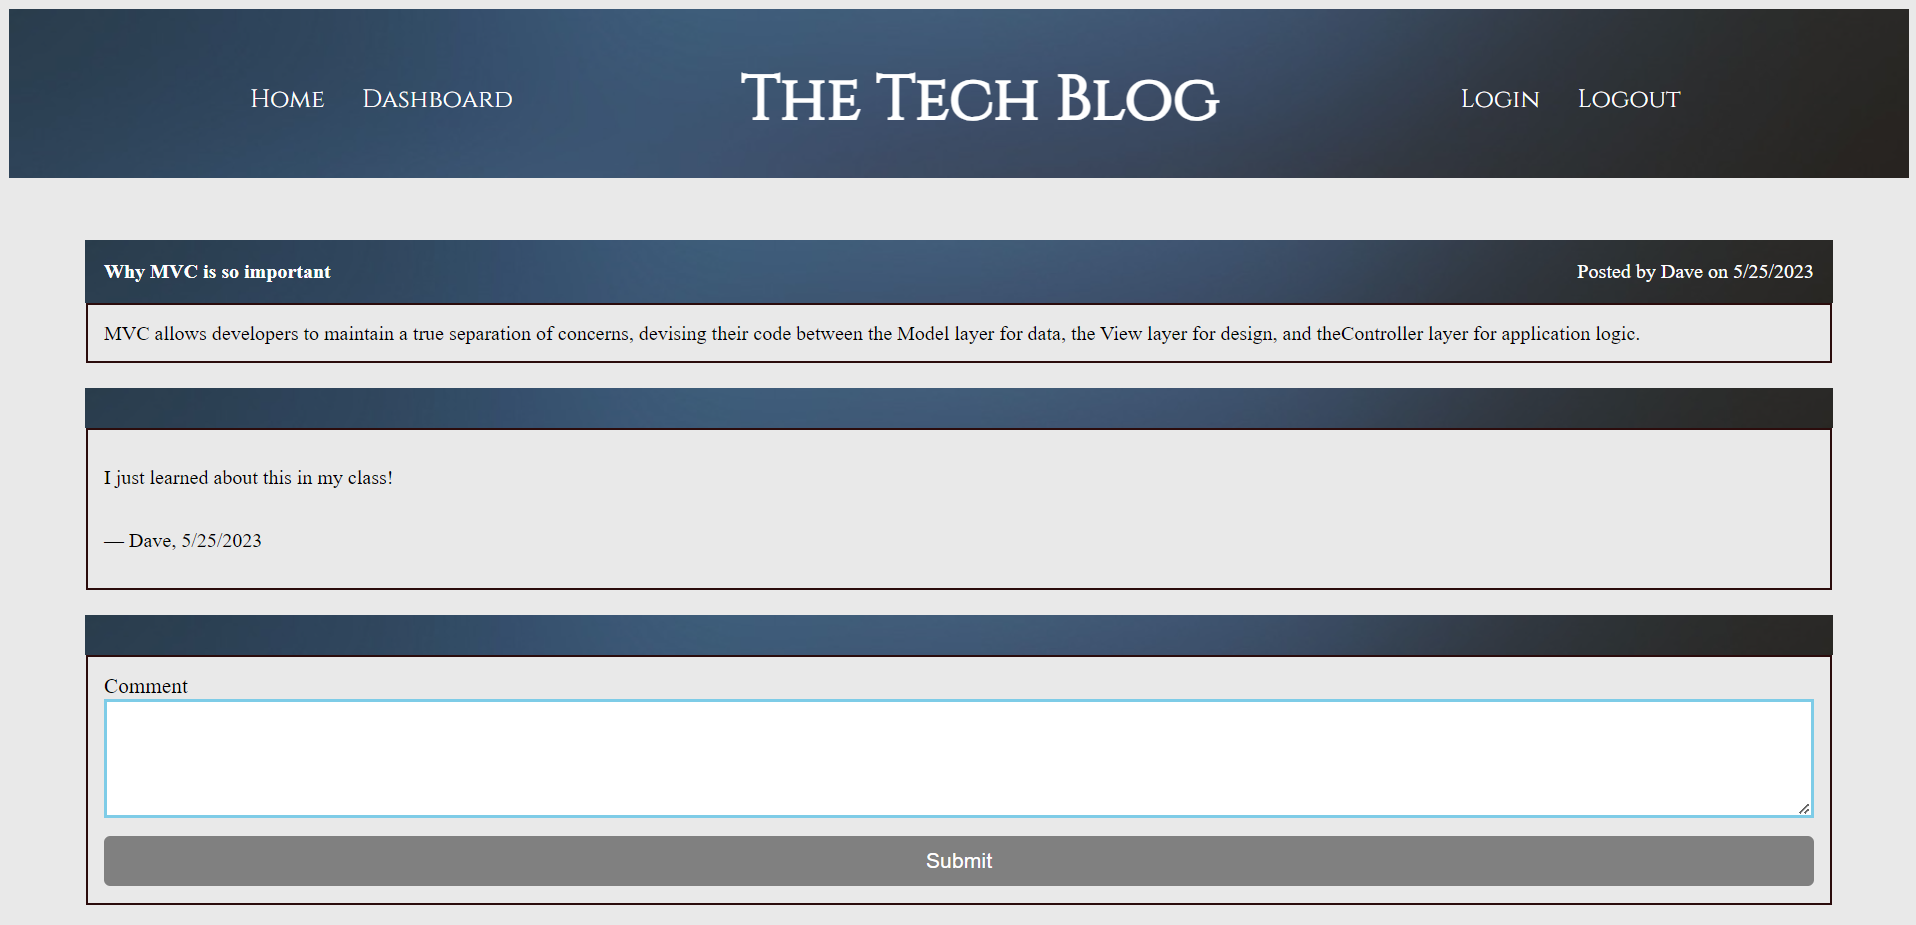 Home Dashboard The Tech Blog Login Logout
Why MVC is so important Posted by Dave on 5/25/2023
MVC allows developers to maintain a true separation of concerns, devising their code between the Model layer for data, the View layer for design, and theController layer for application logic.
I just learned about this in my class!
— Dave, 5/25/2023
Comment
Submit